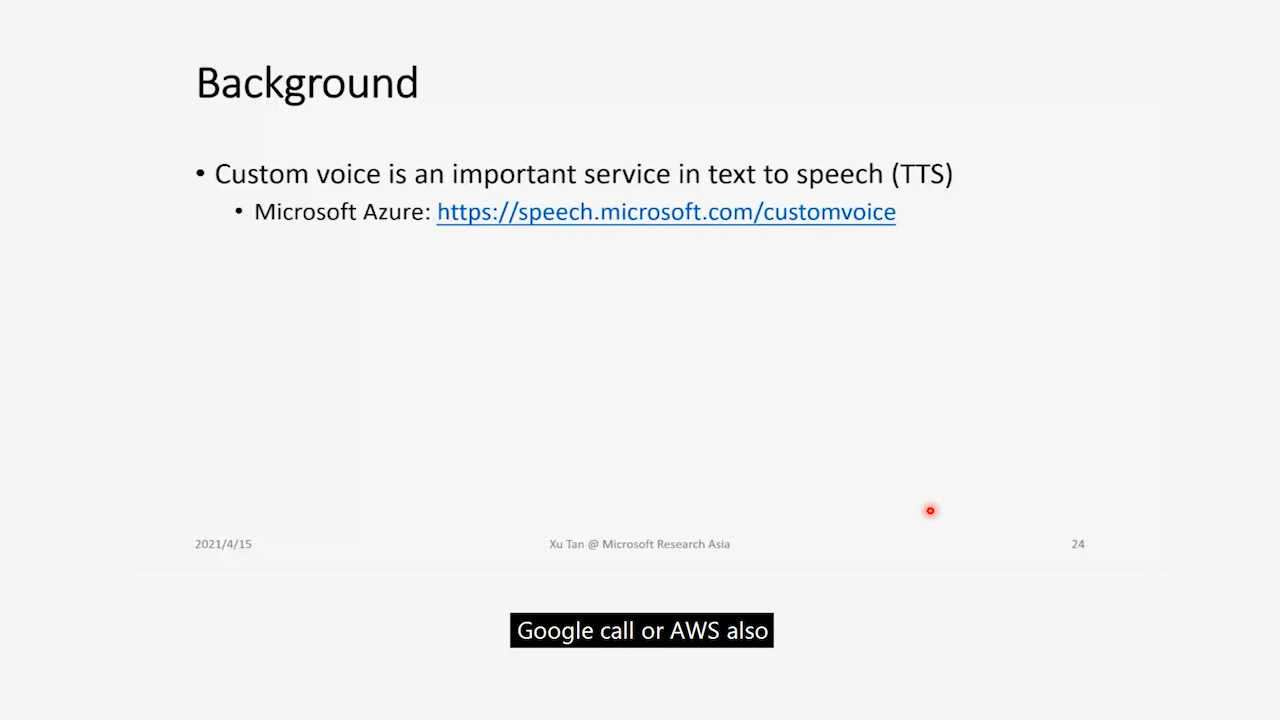 Background
• Custom voice is an important service in text to speech (TTS)
• Microsoft Azure: https://speech.microsoft.com/customvoice
2021/4/15
Xu Tan @ Microsoft Research Asia
24
Google call or AWS also